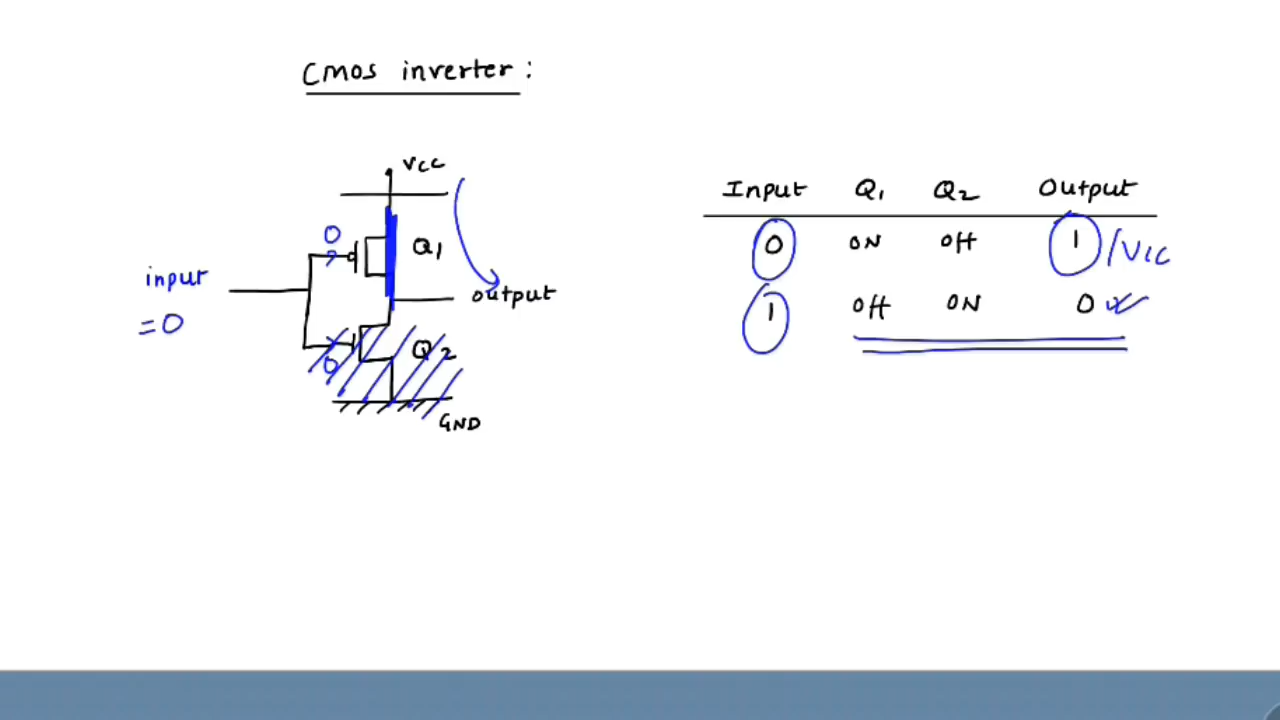 Cmos inverter :
Vcc
0
Q1
input
=0
output
Q2
0
GND
Input Q1 Q2 Output
0 ON Off 1 / Vcc
1 Off ON 0